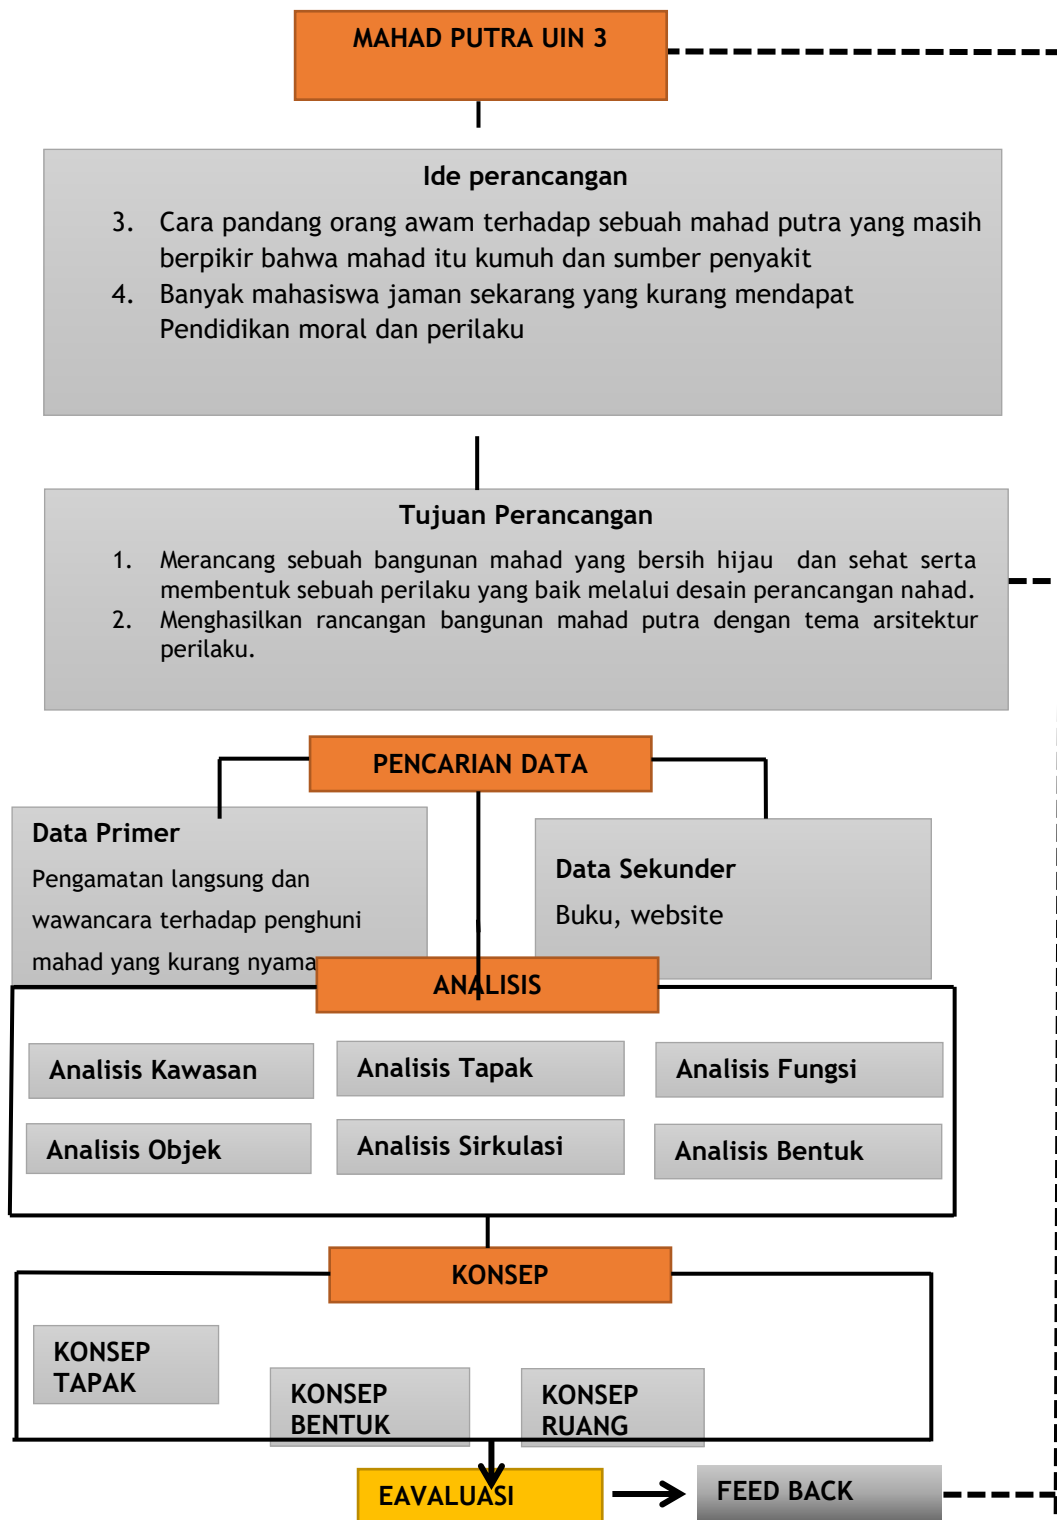 MAHAD PUTRA UIN 3
Ide perancangan
3. Cara pandang orang awam terhadap sebuah mahad putra yang masih
berpikir bahwa mahad itu kumuh dan sumber penyakit
4. Banyak mahasiswa jaman sekarang yang kurang mendapat
Pendidikan moral dan perilaku
Tujuan Perancangan
1. Merancang sebuah bangunan mahad yang bersih hijau dan sehat serta
membentuk sebuah perilaku yang baik melalui desain perancangan nahad.
2. Menghasilkan rancangan bangunan mahad putra dengan tema arsitektur
perilaku.
PENCARIAN DATA
Data Primer
Pengamatan langsung dan
wawancara terhadap penghuni
mahad yang kurang nyama
Data Sekunder
Buku, website
ANALISIS
Analisis Kawasan
Analisis Tapak
Analisis Fungsi
Analisis Objek
Analisis Sirkulasi
Analisis Bentuk
KONSEP
KONSEP
TAPAK
KONSEP
BENTUK
KONSEP
RUANG
EAVALUASI
FEED BACK